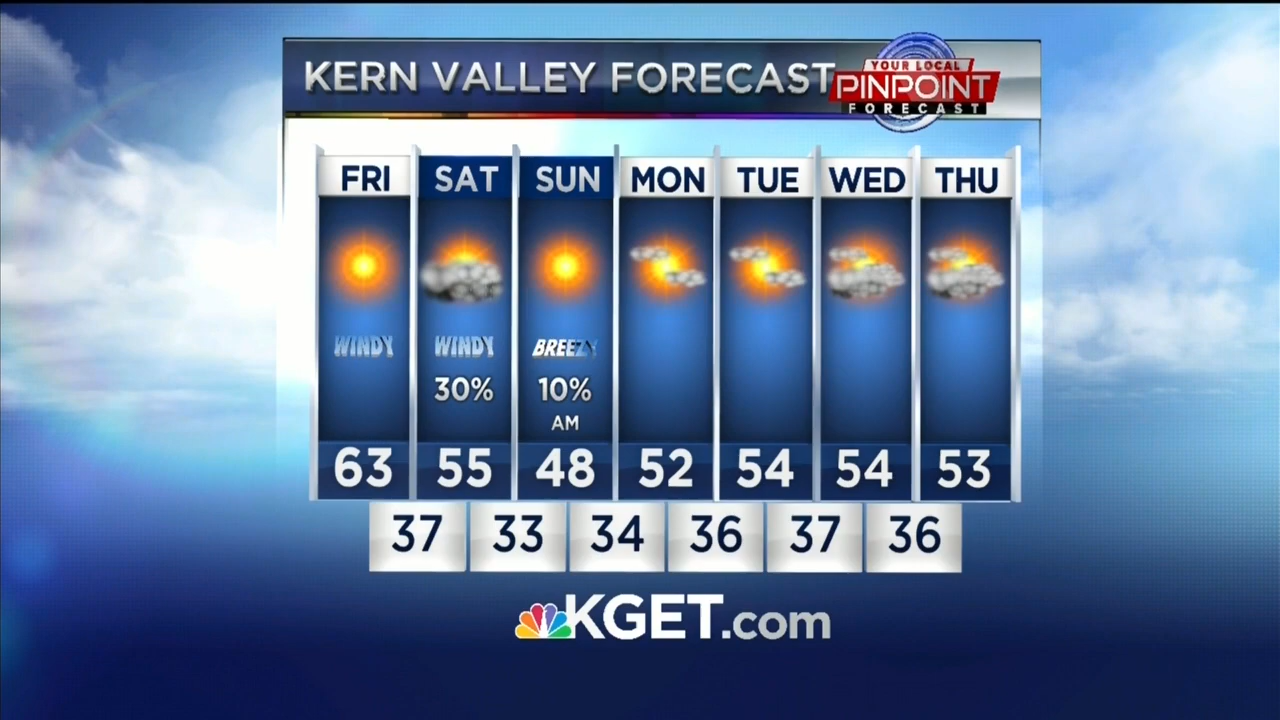 KERN VALLEY FORECAST
YOUR LOCAL
PINPOINT
FORECAST
FRI SAT SUN MON TUE WED THU
WINDY WINDY BREEZY
30% 10%
AM
63 55 48 52 54 54 53
37 33 34 36 37 36
KGET.com